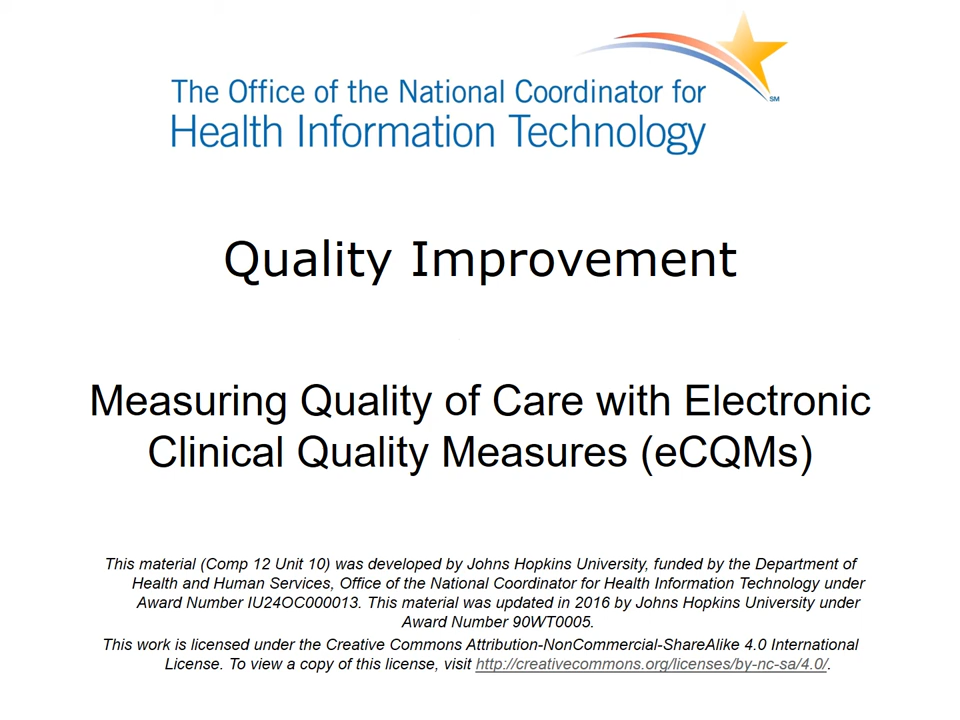 The Office of the National Coordinator for
Health Information Technology
SM
Quality Improvement
Measuring Quality of Care with Electronic
Clinical Quality Measures (eCQMs)
This material (Comp 12 Unit 10) was developed by Johns Hopkins University, funded by the Department of
Health and Human Services, Office of the National Coordinator for Health Information Technology under
Award Number IU24OC000013. This material was updated in 2016 by Johns Hopkins University under
Award Number 90WT0005.
This work is licensed under the Creative Commons Attribution-NonCommercial-ShareAlike 4.0 International
License. To view a copy of this license, visit http://creativecommons.org/licenses/by-nc-sa/4.0/.